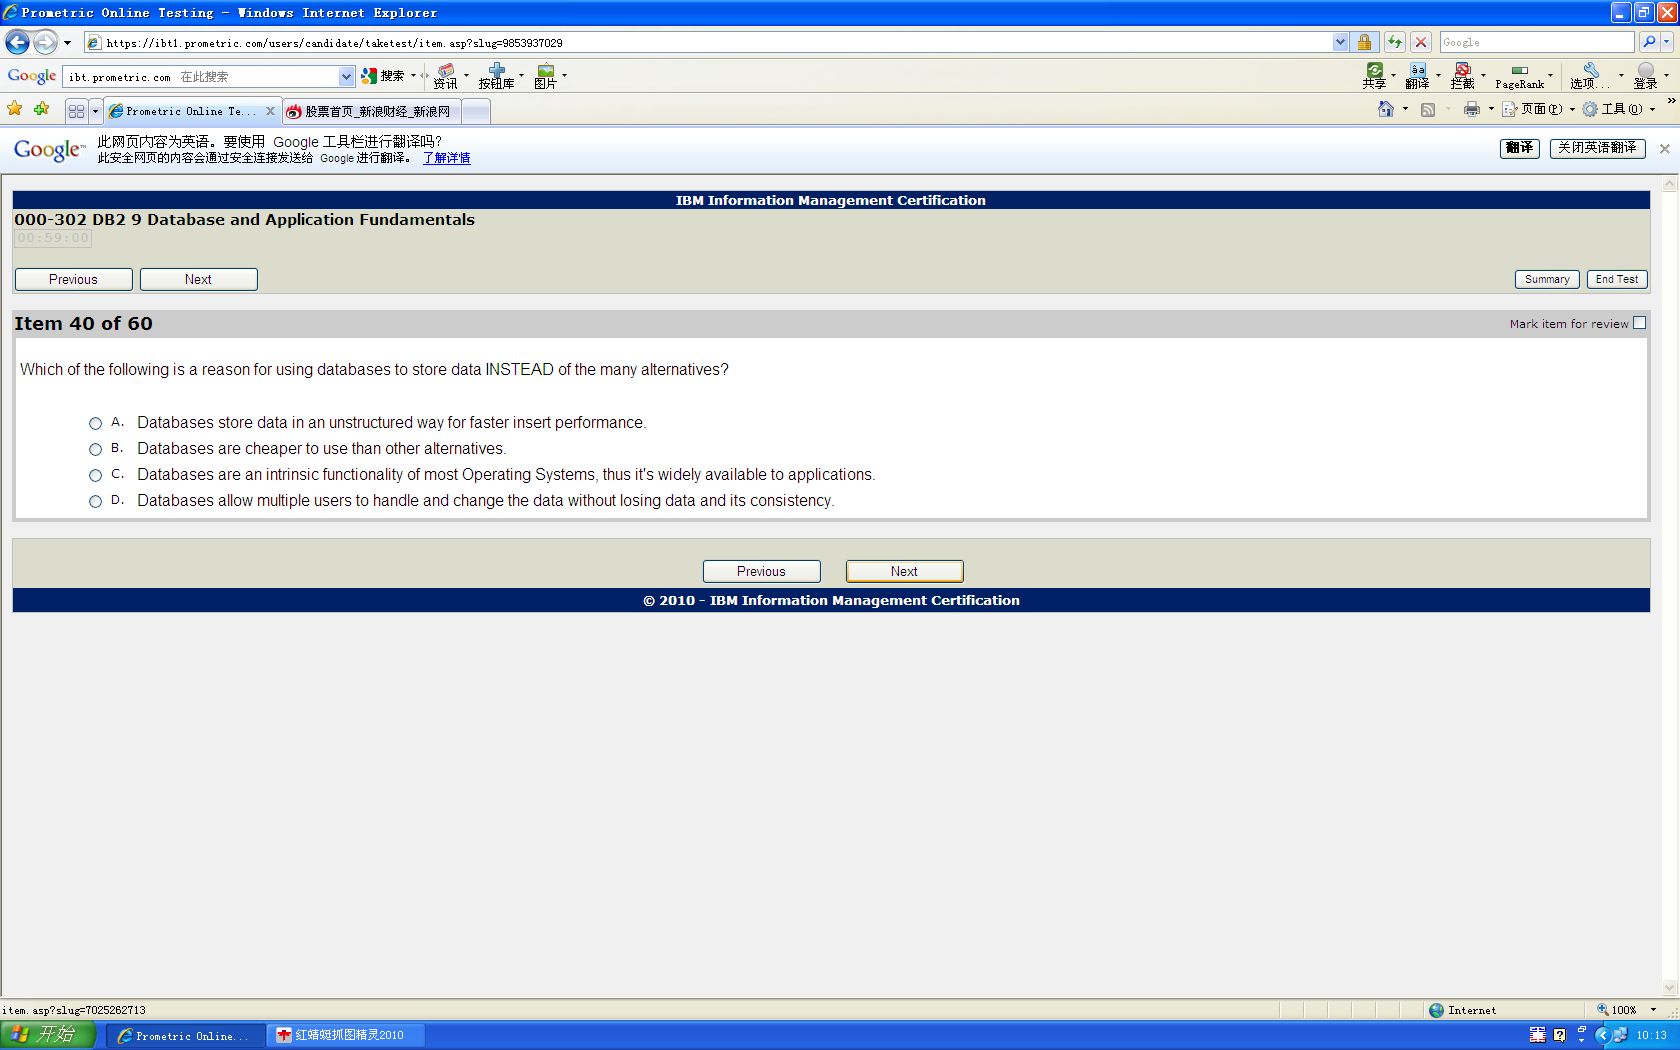 Prometric Online Testing - Windows Internet Explorer
https://ibt1.prometric.com/users/candidate/taketest/item.asp?slug=9853937029
Google
Google ibt.prometric.com 在此搜索 搜索 资讯 按钮库 图片 共享 翻译 拦截 PageRank 选项... 登录
Prometric Online Te... 股票首页_新浪财经_新浪网 页面(P) 工具(O) »
Google™ 此网页内容为英语。要使用 Google 工具栏进行翻译吗?
此安全网页的内容会通过安全连接发送给 Google 进行翻译。 了解详情
翻译 关闭英语翻译
IBM Information Management Certification
000-302 DB2 9 Database and Application Fundamentals
00:59:00
Previous Next Summary End Test
Item 40 of 60 Mark item for review
Which of the following is a reason for using databases to store data INSTEAD of the many alternatives?
A. Databases store data in an unstructured way for faster insert performance.
B. Databases are cheaper to use than other alternatives.
C. Databases are an intrinsic functionality of most Operating Systems, thus it's widely available to applications.
D. Databases allow multiple users to handle and change the data without losing data and its consistency.
Previous Next
© 2010 - IBM Information Management Certification
item.asp?slug=7025262713 Internet 100%
开始 Prometric Online... 红蜻蜓抓图精灵2010 10:13